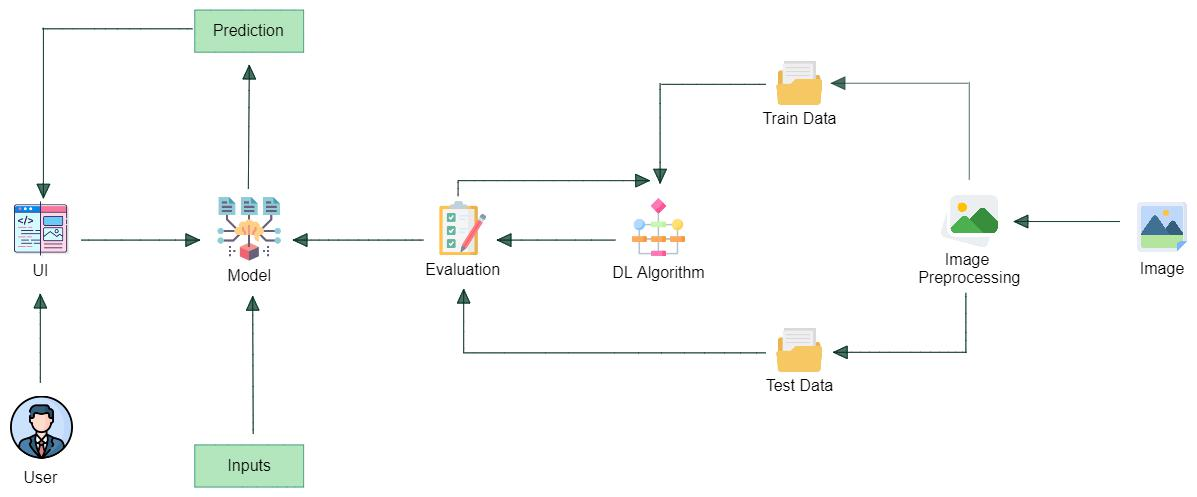 Prediction
Train Data
UI
Model
Evaluation
DL Algorithm
Image
Preprocessing
Image
Test Data
User
Inputs